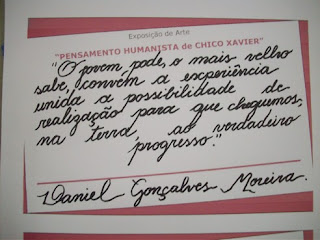 Exposição de Arte
"PENSAMENTO HUMANISTA de CHICO XAVIER"
"O jovem, pode, o mais velho
sabe, convém a experiência
unida a possibilidade de
realização para que cheguemos,
na terra, ao verdadeiro
progresso."
Daniel Gonçalves Moreira.